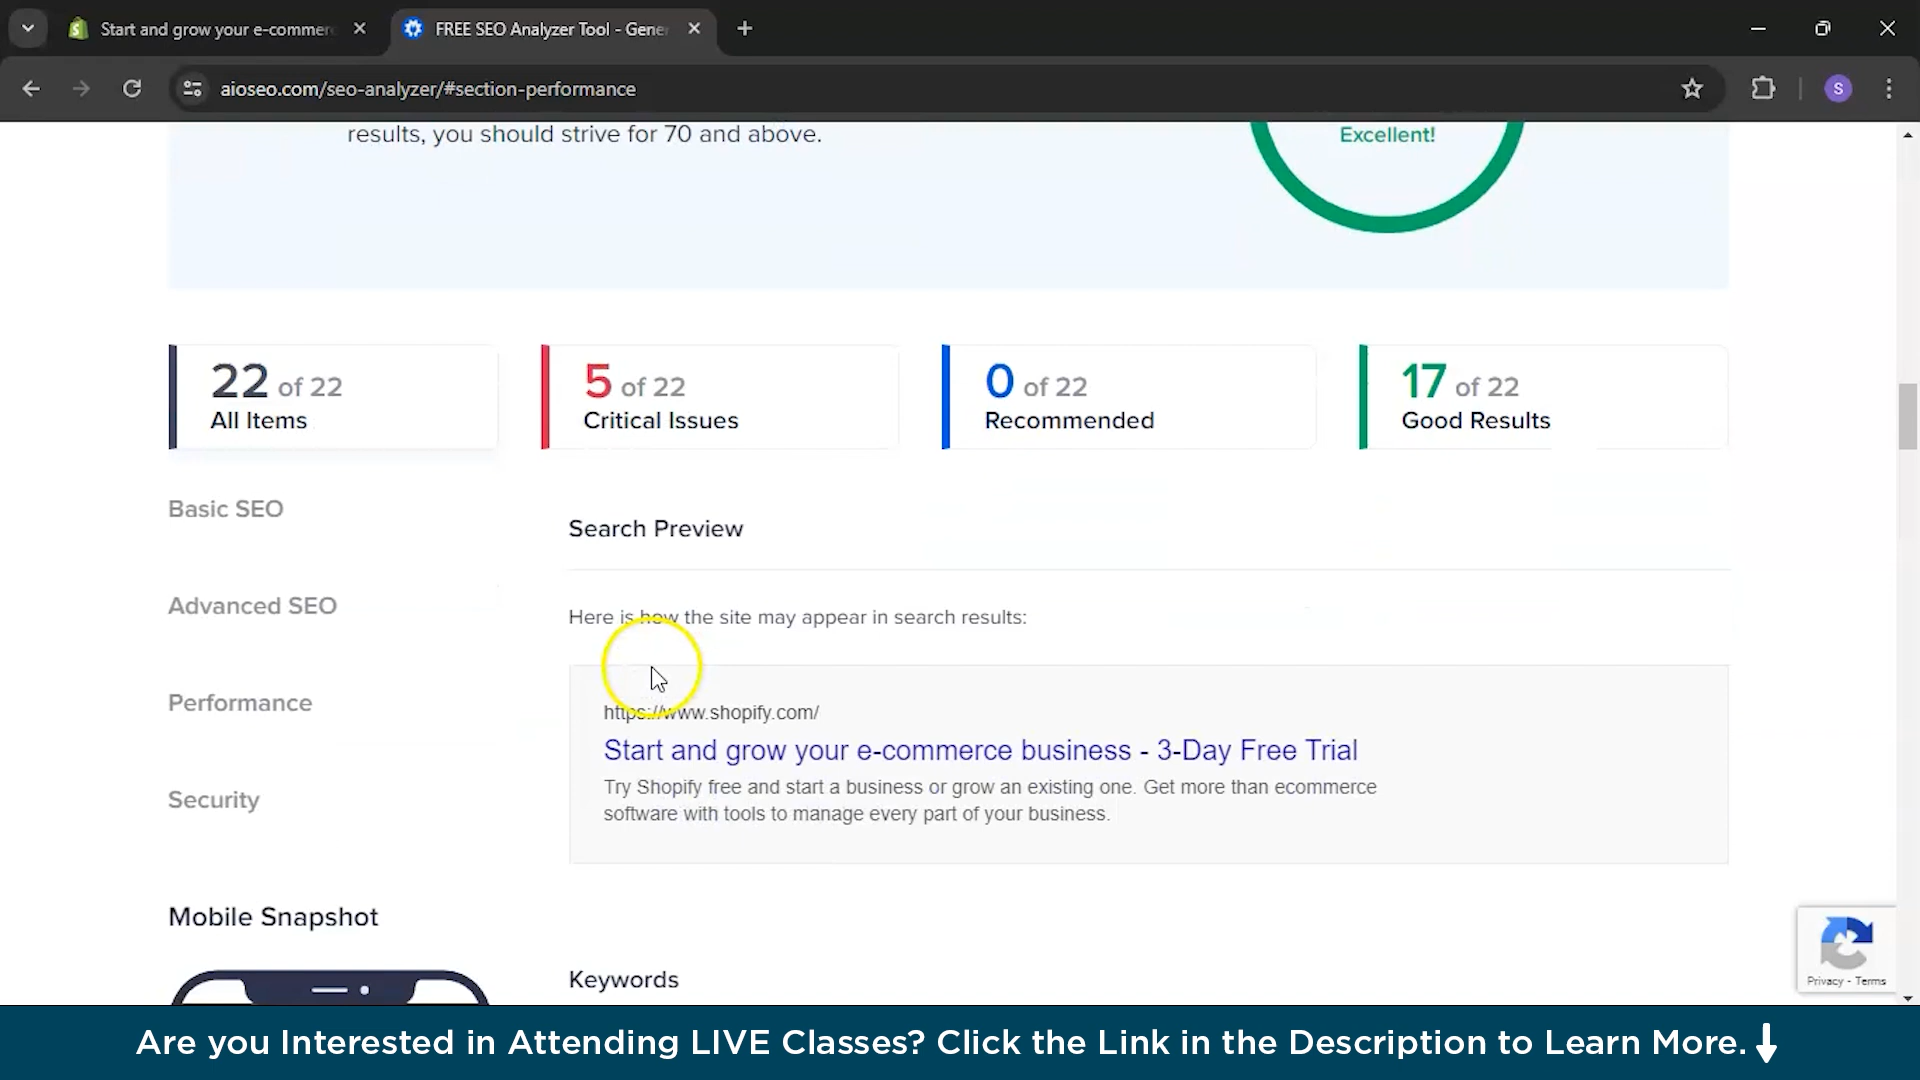 Start and grow your e-commer
FREE SEO Analyzer Tool - Gene
aioseo.com/seo-analyzer/#section-performance
S
results, you should strive for 70 and above.
Excellent!
22 of 22
All Items
5 of 22
Critical Issues
0 of 22
Recommended
17 of 22
Good Results
Basic SEO
Advanced SEO
Performance
Security
Mobile Snapshot
Search Preview
Here is how the site may appear in search results:
https://www.shopify.com/
Start and grow your e-commerce business - 3-Day Free Trial
Try Shopify free and start a business or grow an existing one. Get more than ecommerce
software with tools to manage every part of your business.
Keywords
Privacy - Terms
Are you Interested in Attending LIVE Classes? Click the Link in the Description to Learn More.